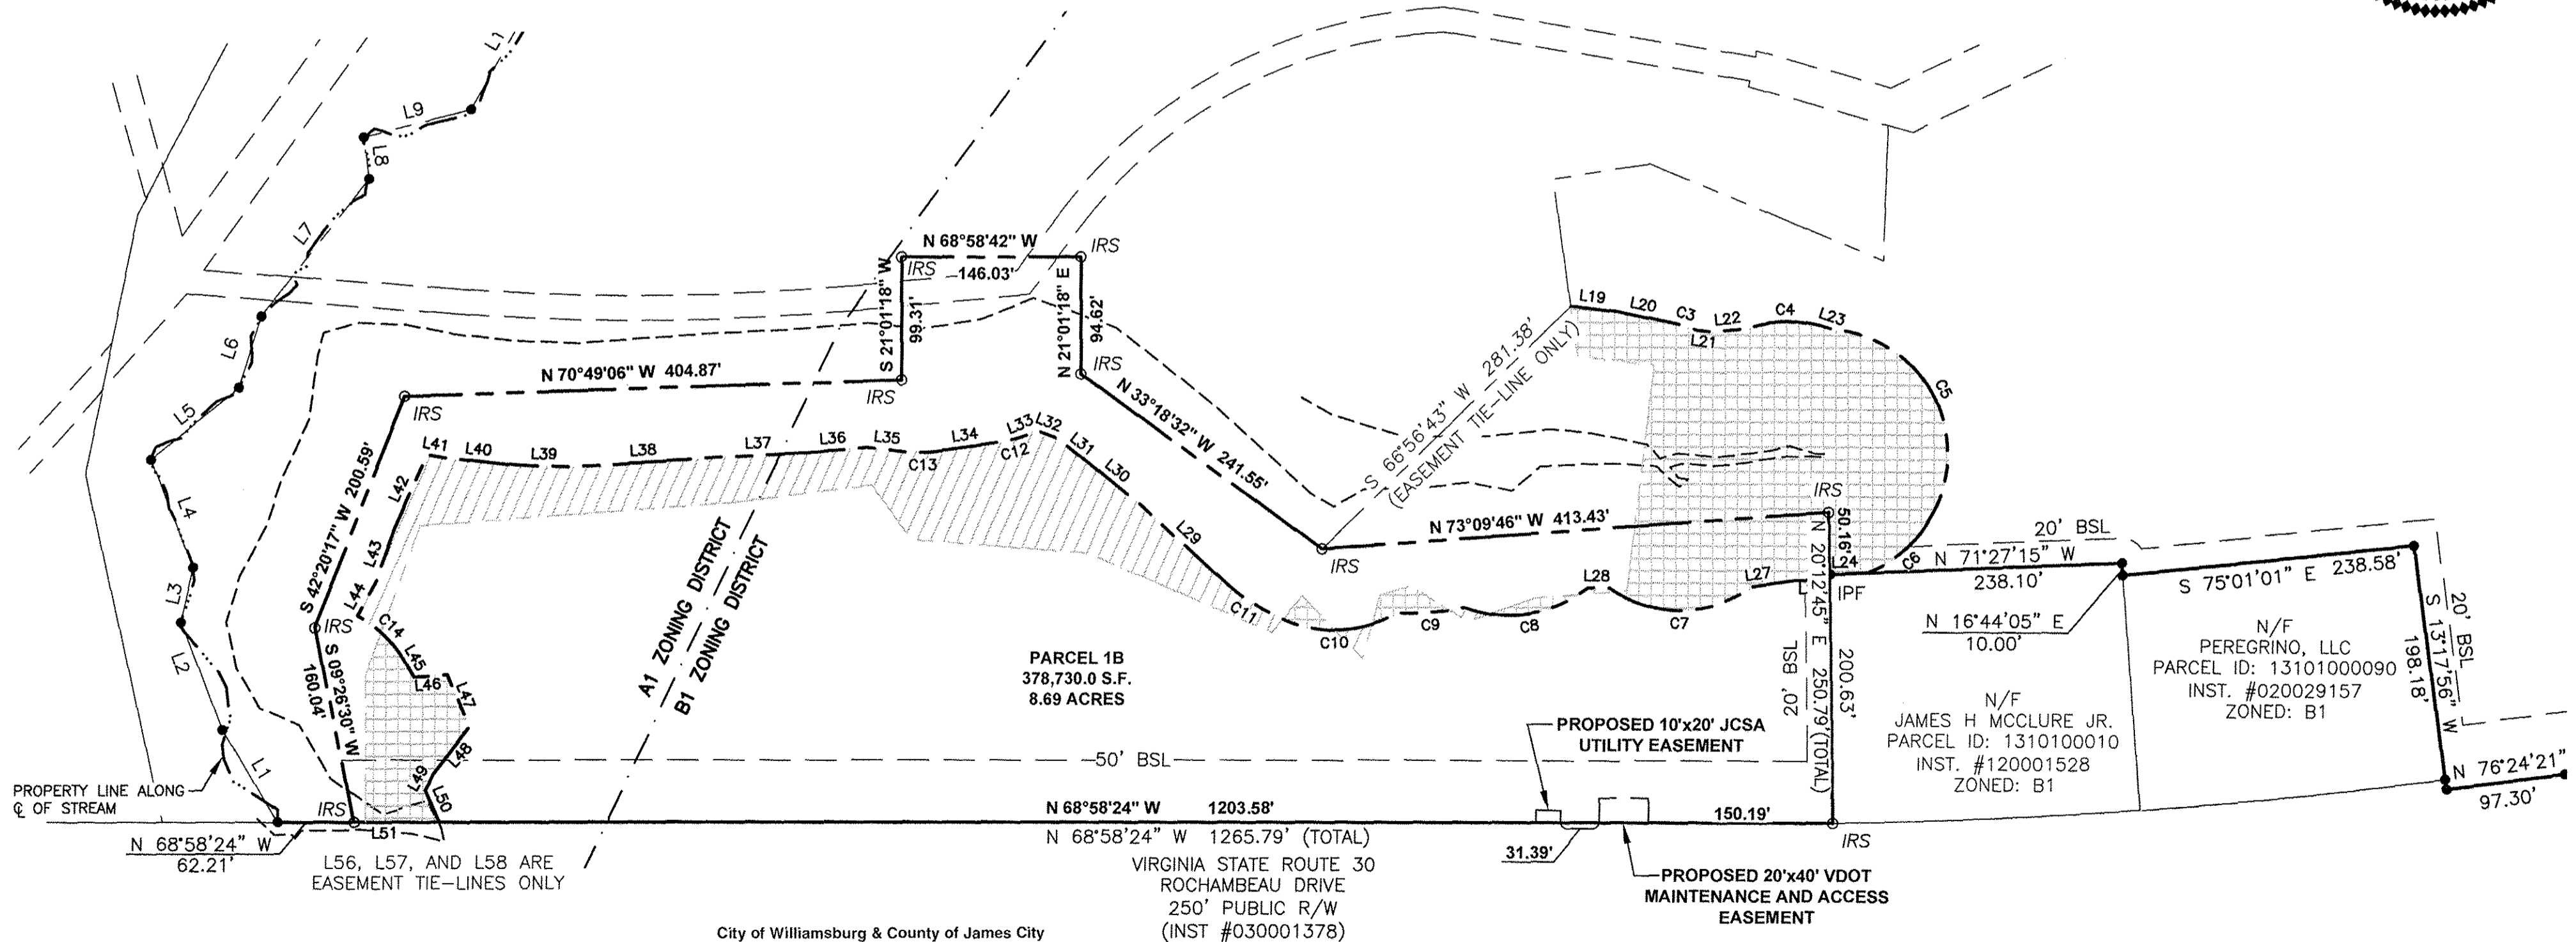 L1
L9
L8
L7
L6
L5
L4
L3
L2
L1
N 68°58'42" W
146.03'
IRS
IRS
S 21°01'18" W
99.31'
N 21°01'18" E
94.62'
IRS
IRS
N 70°49'06" W 404.87'
IRS
N 33°18'32" W 241.55'
S 66°56'43" W 281.38'
(EASEMENT TIE-LINE ONLY)
L19
L20
C3
L21
L22
C4
L23
C5
C6
L24
L41
L40
L39
L38
L37
L36
L35
C13
L34
C12
L33
L32
L31
L30
L29
C11
C10
C9
C8
L28
C7
L27
L
L42
L43
L44
C14
L45
L46
L47
L48
L49
L50
L51
S 42°20'17" W 200.59'
IRS
S 09°26'30" W
160.04'
IRS
N 73°09'46" W 413.43'
IRS
IRS
50.16'
N 20°12'45" E 250.79'(TOTAL)
200.63'
20' BSL
IPF
20' BSL
N 71°27'15" W
238.10'
S 75°01'01" E 238.58'
N 16°44'05" E
10.00'
20' BSL
S 13°17'56" W
198.18'
N 76°24'21"
97.30'
N/F
PEREGRINO, LLC
PARCEL ID: 13101000090
INST. #020029157
ZONED: B1
N/F
JAMES H MCCLURE JR.
PARCEL ID: 1310100010
INST. #120001528
ZONED: B1
A1 ZONING DISTRICT
B1 ZONING DISTRICT
PARCEL 1B
378,730.0 S.F.
8.69 ACRES
PROPOSED 10'x20' JCSA
UTILITY EASEMENT
50' BSL
PROPERTY LINE ALONG
℄ OF STREAM
N 68°58'24" W
62.21'
N 68°58'24" W 1203.58'
150.19'
N 68°58'24" W 1265.79' (TOTAL)
31.39'
IRS
L56, L57, AND L58 ARE
EASEMENT TIE-LINES ONLY
VIRGINIA STATE ROUTE 30
ROCHAMBEAU DRIVE
250' PUBLIC R/W
(INST #030001378)
PROPOSED 20'x40' VDOT
MAINTENANCE AND ACCESS
EASEMENT
City of Williamsburg & County of James City